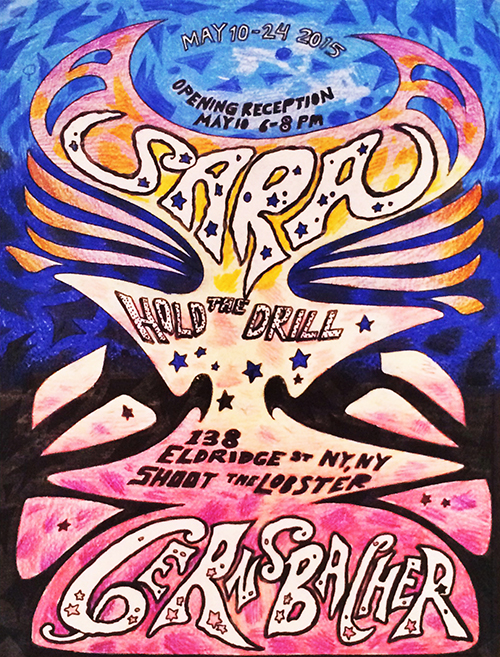 MAY 10-24 2015
OPENING RECEPTION
MAY 10 6-8 PM
SARA
HOLD THE DRILL
138
ELDRIDGE ST NY, NY
SHOOT THE LOBSTER
GERNSBACHER